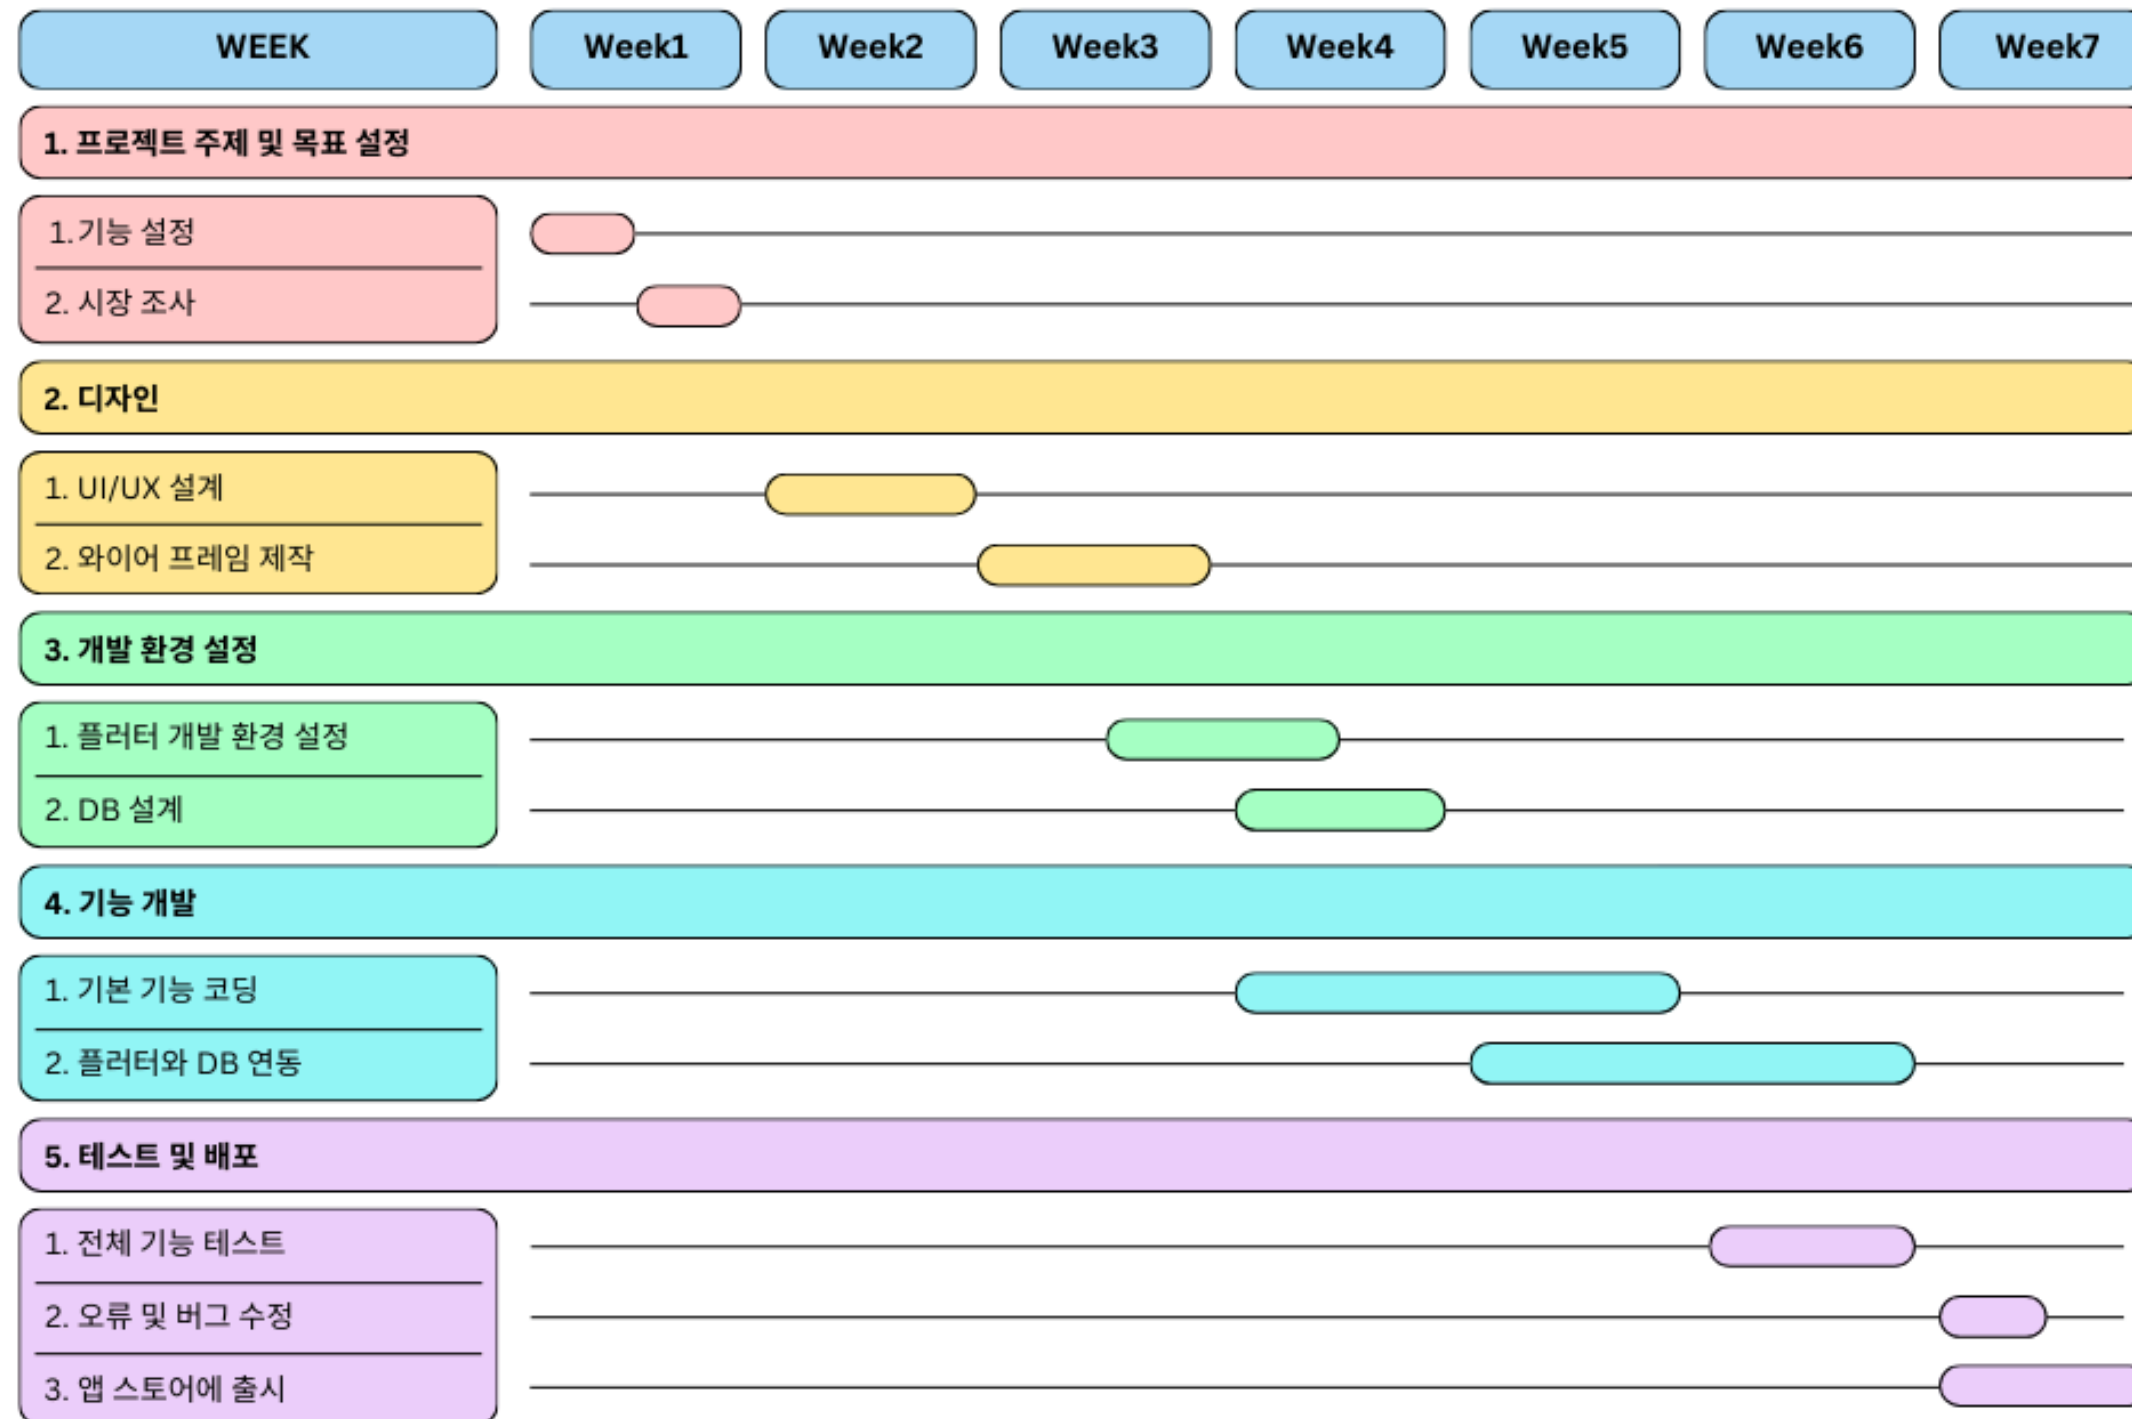 WEEK Week1 Week2 Week3 Week4 Week5 Week6 Week7
1. 프로젝트 주제 및 목표 설정
1. 기능 설정
2. 시장 조사
2. 디자인
1. UI/UX 설계
2. 와이어 프레임 제작
3. 개발 환경 설정
1. 플러터 개발 환경 설정
2. DB 설계
4. 기능 개발
1. 기본 기능 코딩
2. 플러터와 DB 연동
5. 테스트 및 배포
1. 전체 기능 테스트
2. 오류 및 버그 수정
3. 앱 스토어에 출시